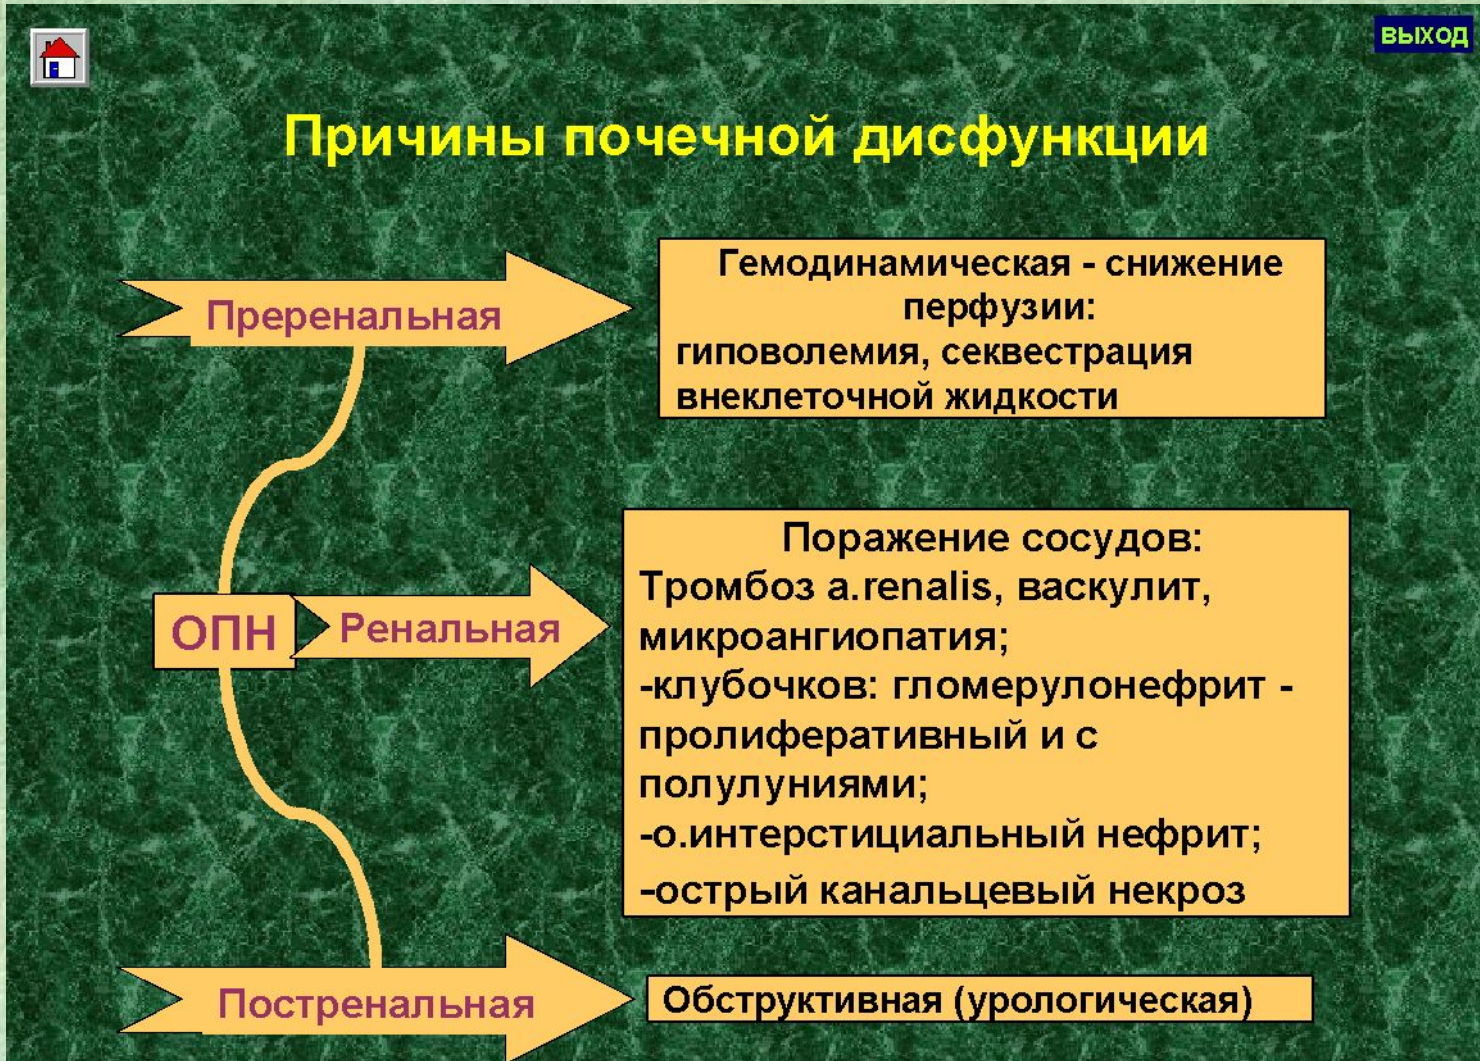 ВЫХОД
Причины почечной дисфункции
Преренальная
Гемодинамическая - снижение
перфузии:
гиповолемия, секвестрация
внеклеточной жидкости
ОПН
Ренальная
Поражение сосудов:
Тромбоз a.renalis, васкулит,
микроангиопатия;
-клубочков: гломерулонефрит -
пролиферативный и с
полулуниями;
-о.интерстициальный нефрит;
-острый канальцевый некроз
Постренальная
Обструктивная (урологическая)